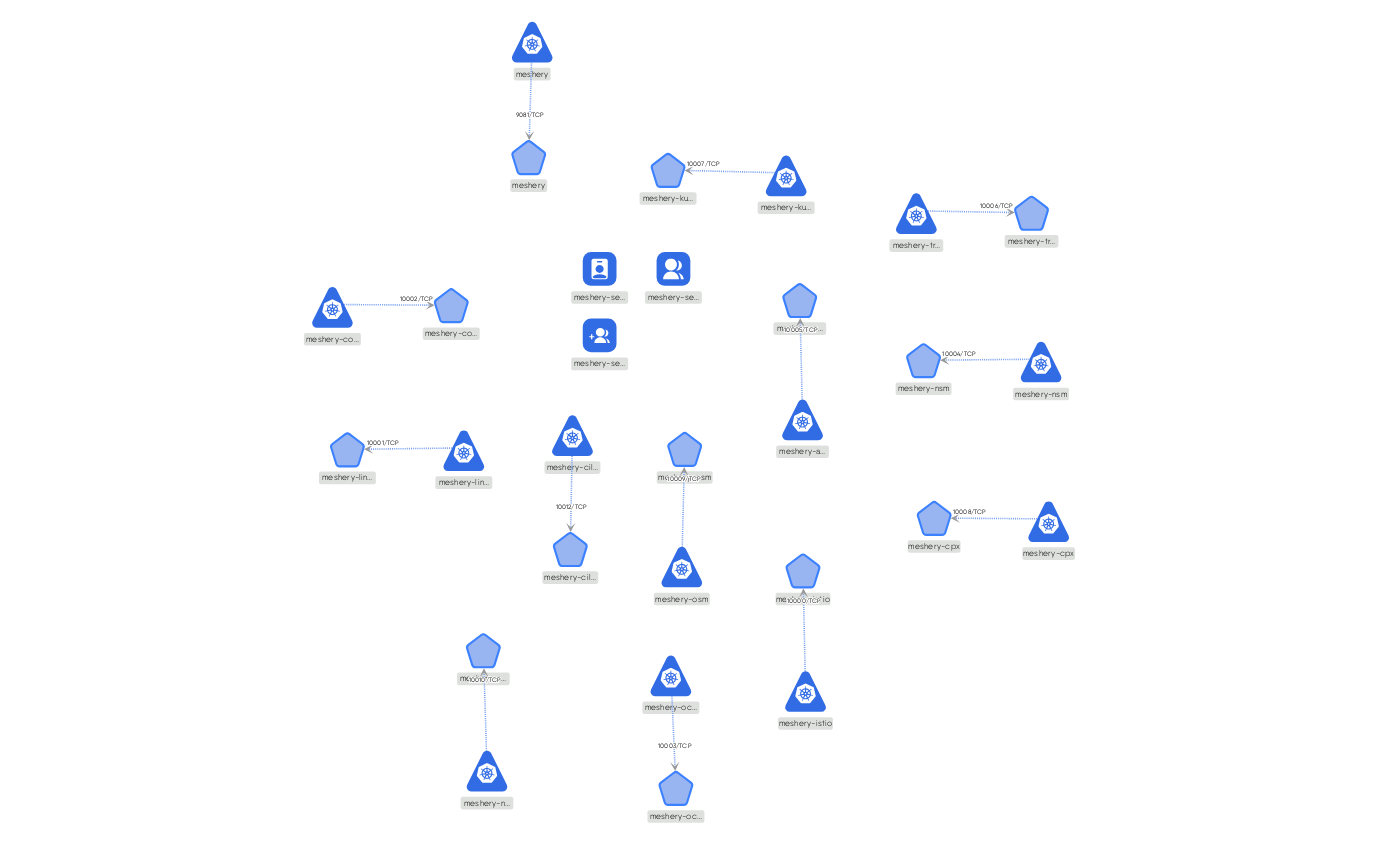 meshery
9081/TCP
meshery
10007/TCP
meshery-ku...
meshery-ku...
10006/TCP
meshery-tr...
meshery-tr...
meshery-se...
meshery-se...
10002/TCP
meshery-co...
meshery-co...
10005/TCP
meshery-se...
10004/TCP
meshery-nsm
meshery-nsm
10001/TCP
meshery-lin...
meshery-lin...
meshery-cil...
meshery-a...
10009/TCP
10012/TCP
10008/TCP
meshery-cpx
meshery-cpx
meshery-cil...
meshery-osm
10000/TCP
10010/TCP
meshery-oc...
meshery-istio
10003/TCP
meshery-n...
meshery-oc...